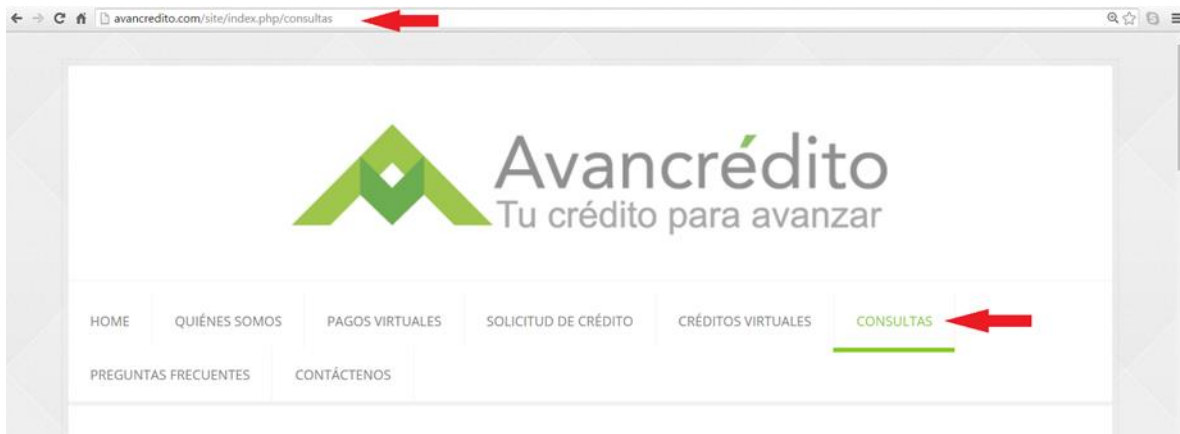 avancredito.com/site/index.php/consultas
Avancrédito
Tu crédito para avanzar
HOME QUIÉNES SOMOS PAGOS VIRTUALES SOLICITUD DE CRÉDITO CRÉDITOS VIRTUALES CONSULTAS
PREGUNTAS FRECUENTES CONTÁCTENOS